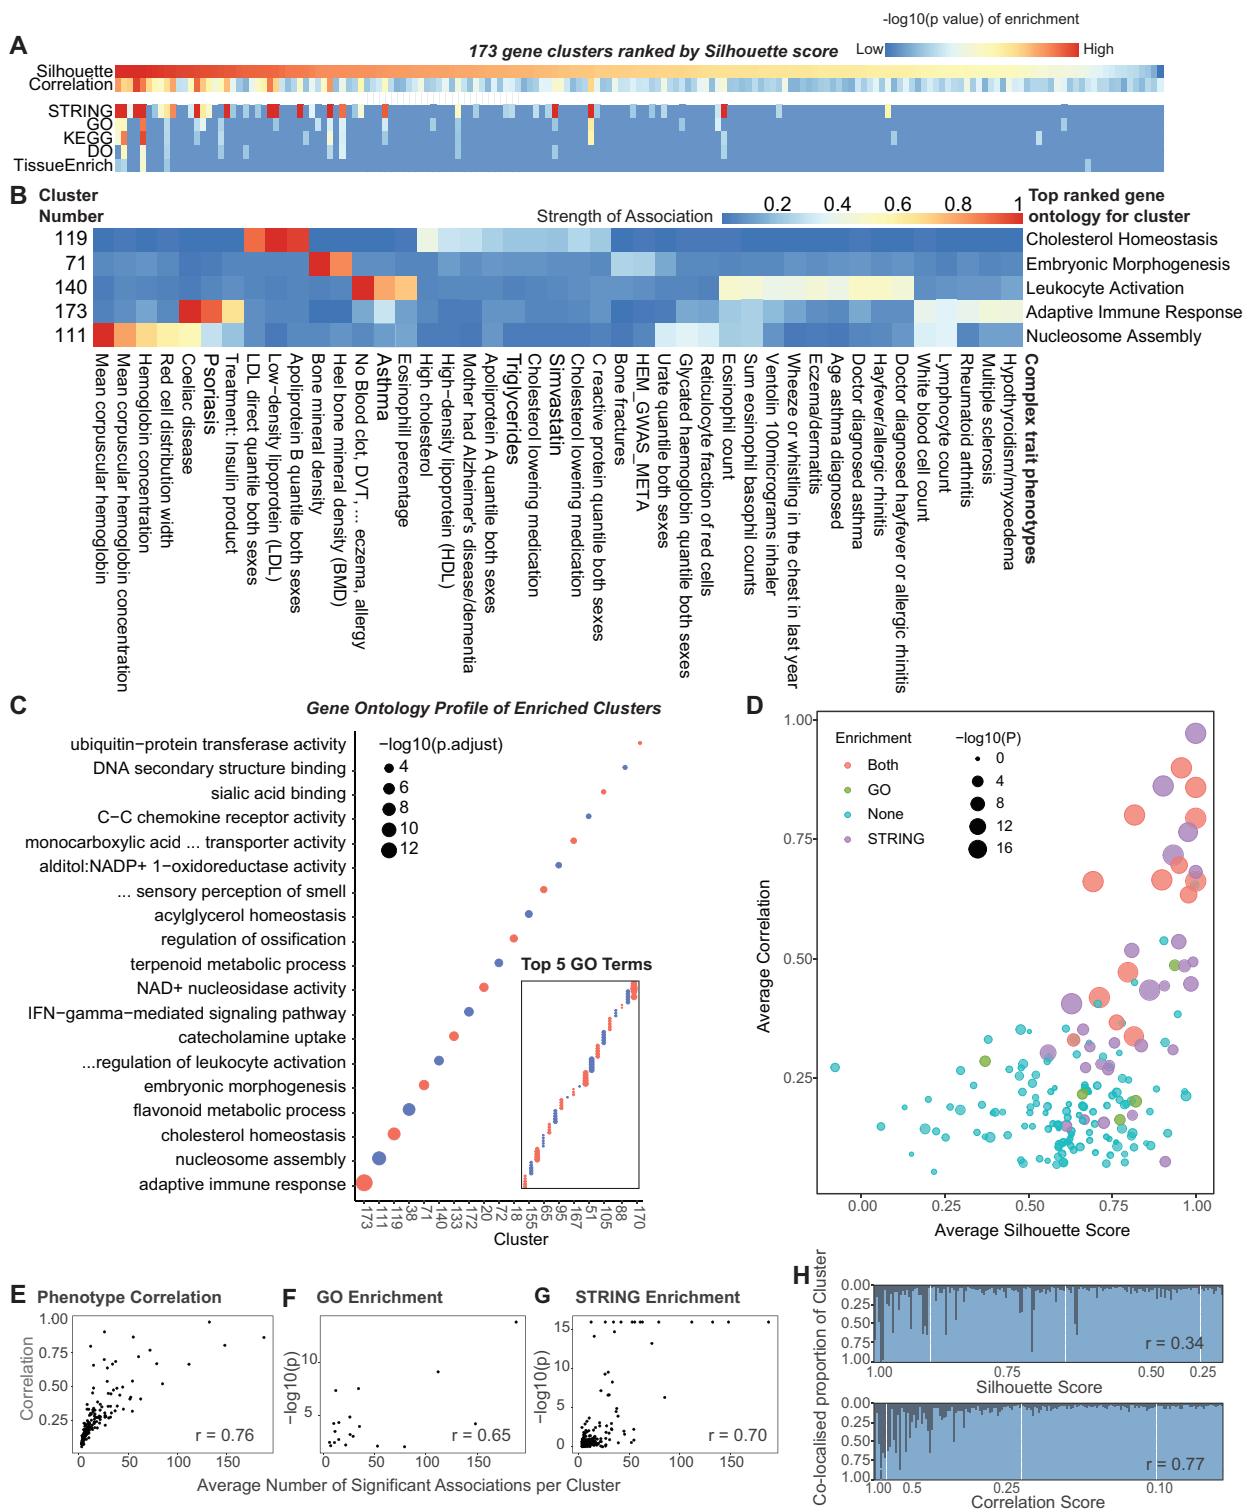 A
173 gene clusters ranked by Silhouette score
-log10(p value) of enrichment
Low
High
Silhouette
Correlation
STRING
GO
KEGG
DO
TissueEnrich
B
Cluster
Number
Strength of Association
0.2 0.4 0.6 0.8 1
Top ranked gene
ontology for cluster
119
Cholesterol Homeostasis
71
Embryonic Morphogenesis
140
Leukocyte Activation
173
Adaptive Immune Response
111
Nucleosome Assembly
Mean corpuscular hemoglobin
Mean corpuscular hemoglobin concentration
Hemoglobin concentration
Red cell distribution width
Coeliac disease
Psoriasis
Treatment: Insulin product
LDL direct quantile both sexes
Low-density lipoprotein (LDL)
Apoliprotein B quantile both sexes
Bone mineral density
Heel bone mineral density (BMD)
No Blood clot, DVT, ... eczema, allergy
Asthma
Eosinophill percentage
High cholesterol
High-density lipoprotein (HDL)
Mother had Alzheimer's disease/dementia
Apoliprotein A quantile both sexes
Triglycerides
Cholesterol lowering medication
Simvastatin
Cholesterol lowering medication
C reactive protein quantile both sexes
Bone fractures
HEM_GWAS_META
Urate quantile both sexes
Glycated haemoglobin quantile both sexes
Reticulocyte fraction of red cells
Eosinophil count
Sum eosinophil basophil counts
Ventolin 100micrograms inhaler
Wheeze or whistling in the chest in last year
Eczema/dermatitis
Age asthma diagnosed
Doctor diagnosed asthma
Hayfever/allergic rhinitis
Doctor diagnosed hayfever or allergic rhinitis
White blood cell count
Lymphocyte count
Rheumatoid arthritis
Multiple sclerosis
Hypothyroidism/myxoedema
Complex trait phenotypes
C
Gene Ontology Profile of Enriched Clusters
ubiquitin−protein transferase activity
DNA secondary structure binding
sialic acid binding
C−C chemokine receptor activity
monocarboxylic acid ... transporter activity
alditol:NADP+ 1−oxidoreductase activity
... sensory perception of smell
acylglycerol homeostasis
regulation of ossification
terpenoid metabolic process
NAD+ nucleosidase activity
IFN−gamma−mediated signaling pathway
catecholamine uptake
...regulation of leukocyte activation
embryonic morphogenesis
flavonoid metabolic process
cholesterol homeostasis
nucleosome assembly
adaptive immune response
−log10(p.adjust)
4
6
8
10
12
Top 5 GO Terms
173
111
119
38
71
140
133
172
20
72
18
155
65
95
167
51
105
88
170
Cluster
D
1.00
0.75
0.50
0.25
Average Correlation
Enrichment
Both
GO
None
STRING
−log10(P)
0
4
8
12
16
0.00 0.25 0.50 0.75 1.00
Average Silhouette Score
E Phenotype Correlation
1.00
0.75
0.50
0.25
Correlation
r = 0.76
0 50 100 150
F GO Enrichment
10
5
−log10(p)
r = 0.65
0 50 100 150
G STRING Enrichment
15
10
5
0
−log10(p)
r = 0.70
0 50 100 150
Average Number of Significant Associations per Cluster
H
Co-localised proportion of Cluster
0.00
0.25
0.50
0.75
1.00
r = 0.34
1.00 0.75 0.50 0.25
Silhouette Score
0.00
0.25
0.50
0.75
1.00
r = 0.77
1.00 0.5 0.25 0.10
Correlation Score